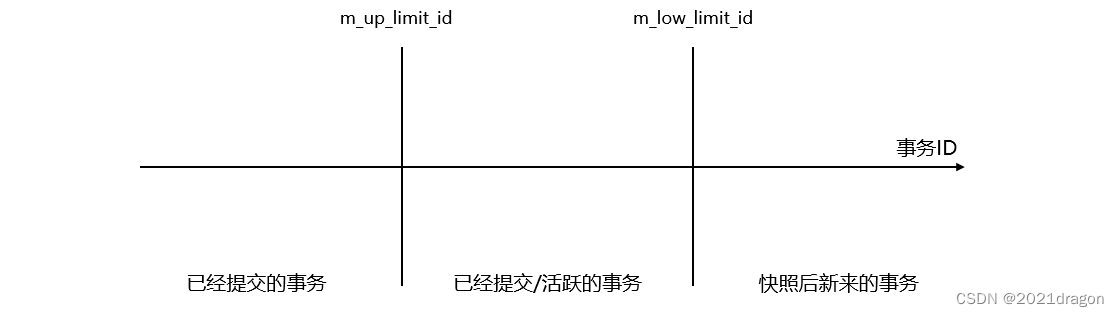 m_up_limit_id
m_low_limit_id
事务ID
已经提交的事务
已经提交/活跃的事务
快照后新来的事务
CSDN @2021dragon